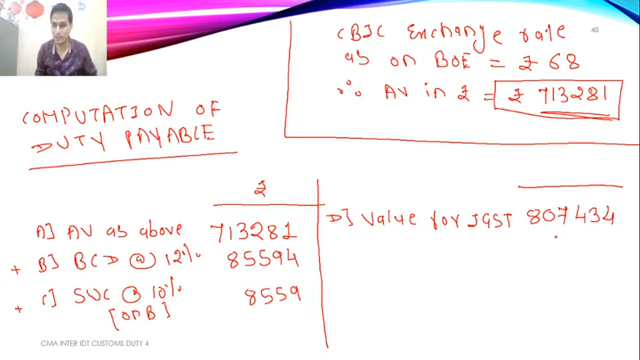 CBIC Exchange rate
as on BOE = ₹ 68
∴ AV in ₹ = ₹ 713281
48
COMPUTATION OF
DUTY PAYABLE
₹
A] AV as above 713281
+ B] BCD @ 12% 85594
+ C] SWC @ 10% 8559
[on B]
D] Value for IGST 807434
CMA INTER IDT CUSTOMS DUTY 4